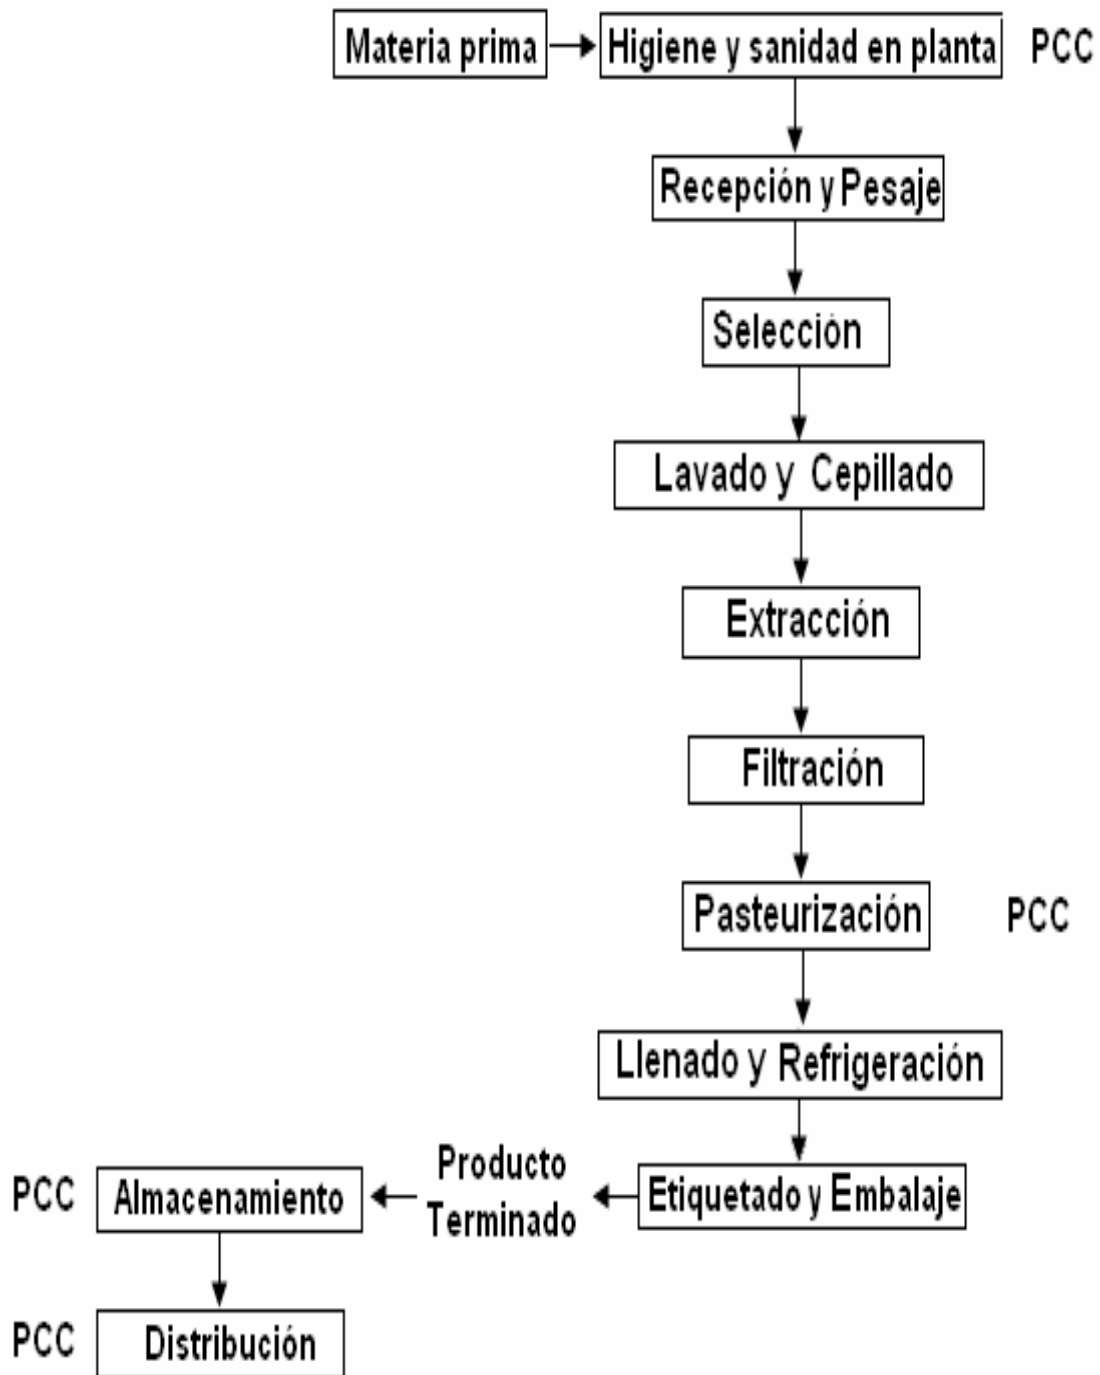 Materia prima
Higiene y sanidad en planta
PCC
Recepción y Pesaje
Selección
Lavado y Cepillado
Extracción
Filtración
Pasteurización
PCC
Llenado y Refrigeración
Etiquetado y Embalaje
Producto
Terminado
PCC
Almacenamiento
PCC
Distribución